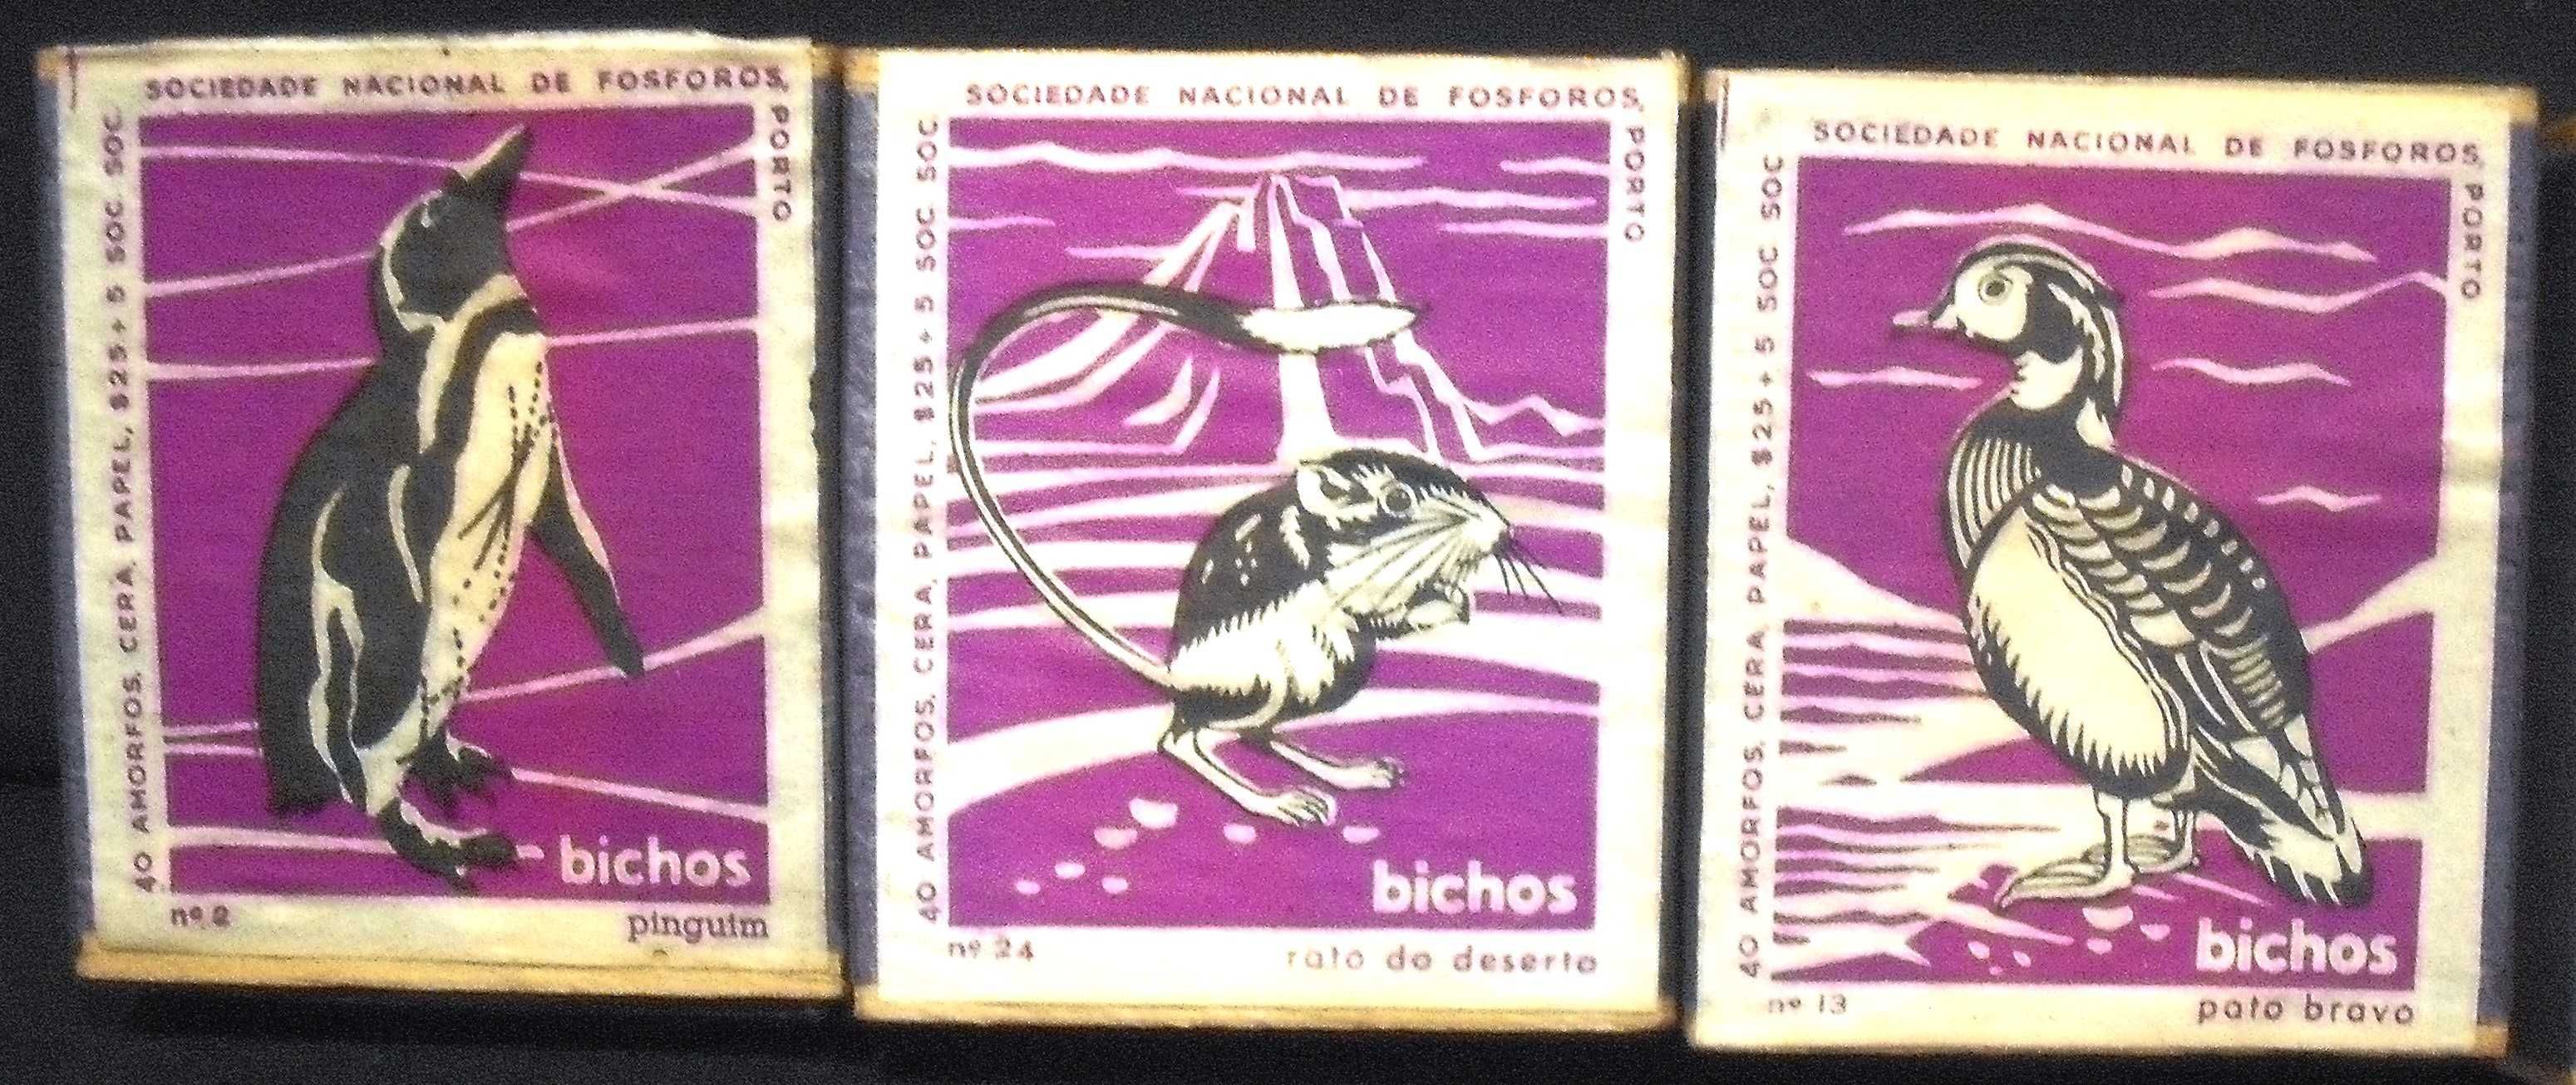 SOCIEDADE NACIONAL DE FOSFOROS,
PORTO
40 AMORFOS, CERA, PAPEL, $25+5 SOC. SOC.
bichos
nº 2
pinguim
SOCIEDADE NACIONAL DE FOSFOROS,
PORTO
40 AMORFOS, CERA, PAPEL, $25+5 SOC. SOC.
bichos
nº 24
rato do deserto
SOCIEDADE NACIONAL DE FOSFOROS,
PORTO
40 AMORFOS, CERA, PAPEL, $25+5 SOC. SOC.
bichos
nº 13
pato bravo